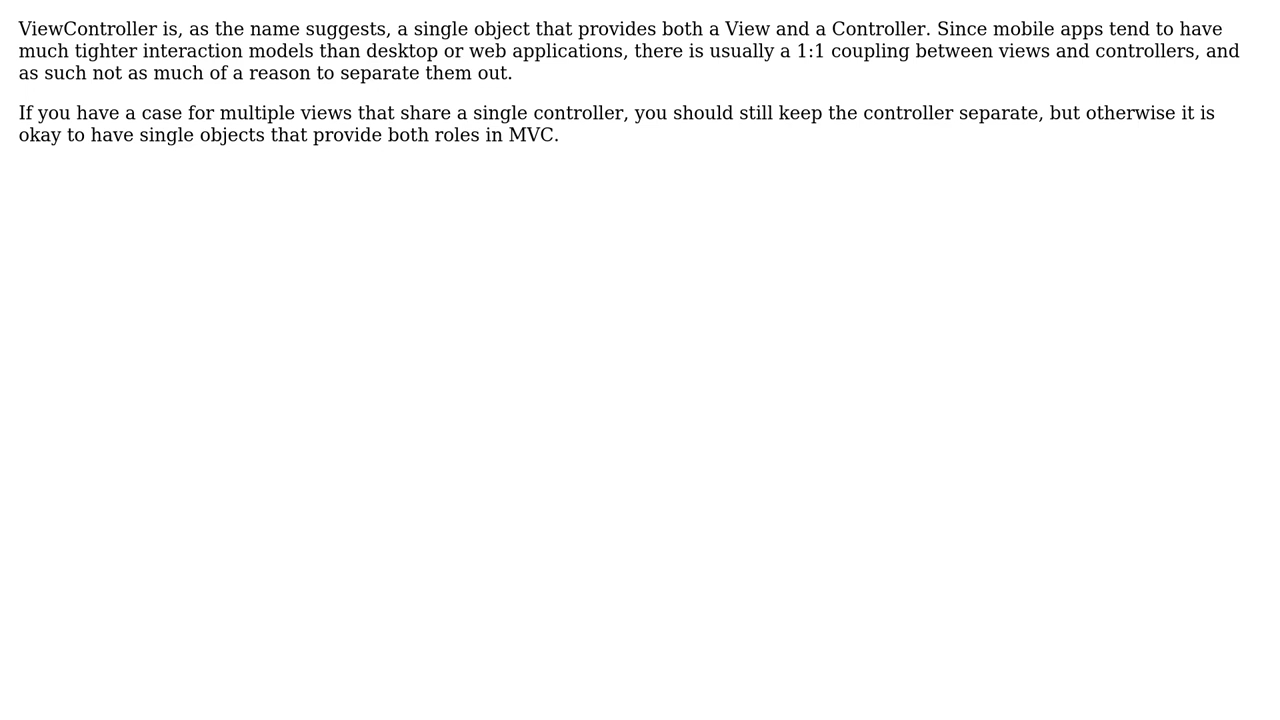 ViewController is, as the name suggests, a single object that provides both a View and a Controller. Since mobile apps tend to have
much tighter interaction models than desktop or web applications, there is usually a 1:1 coupling between views and controllers, and
as such not as much of a reason to separate them out.
If you have a case for multiple views that share a single controller, you should still keep the controller separate, but otherwise it is
okay to have single objects that provide both roles in MVC.